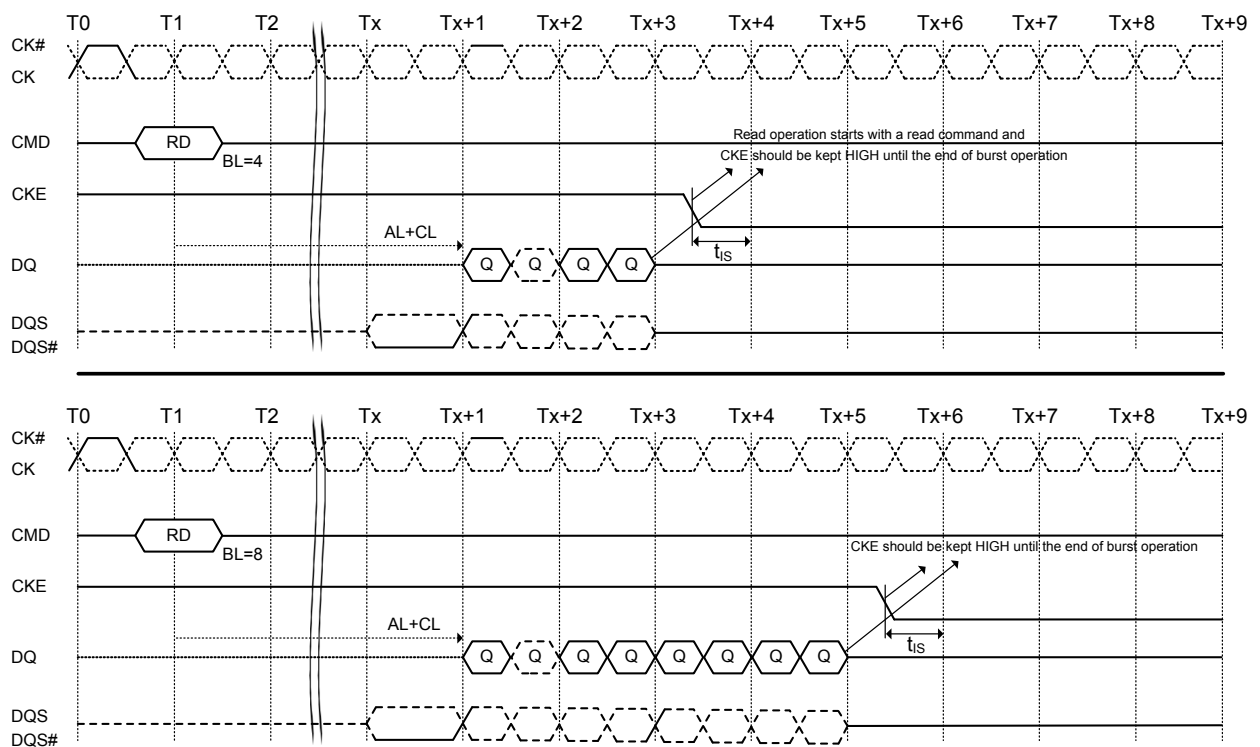 T0 T1 T2 Tx Tx+1 Tx+2 Tx+3 Tx+4 Tx+5 Tx+6 Tx+7 Tx+8 Tx+9
CK#
CK
CMD RD BL=4
Read operation starts with a read command and
CKE should be kept HIGH until the end of burst operation
CKE
AL+CL
tIS
DQ Q Q Q Q
DQS
DQS#
T0 T1 T2 Tx Tx+1 Tx+2 Tx+3 Tx+4 Tx+5 Tx+6 Tx+7 Tx+8 Tx+9
CK#
CK
CMD RD BL=8
CKE should be kept HIGH until the end of burst operation
CKE
AL+CL
tIS
DQ Q Q Q Q Q Q Q Q
DQS
DQS#